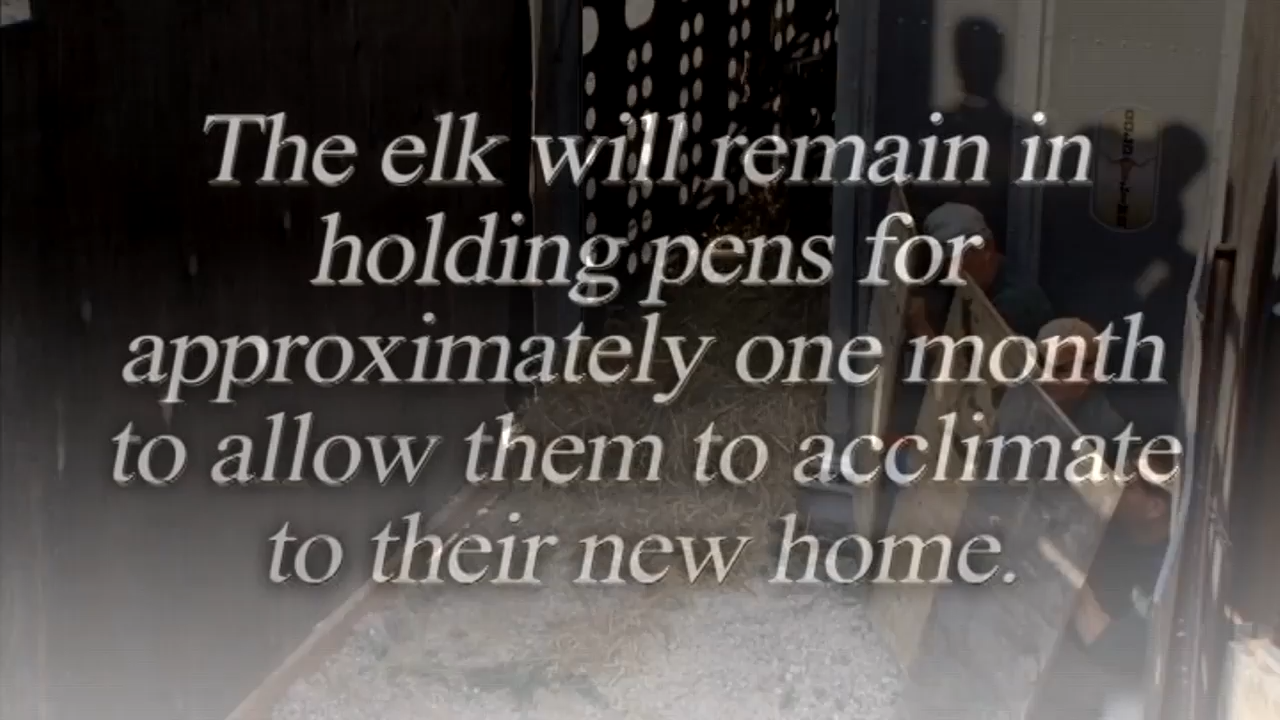 The elk will remain in
holding pens for
approximately one month
to allow them to acclimate
to their new home.